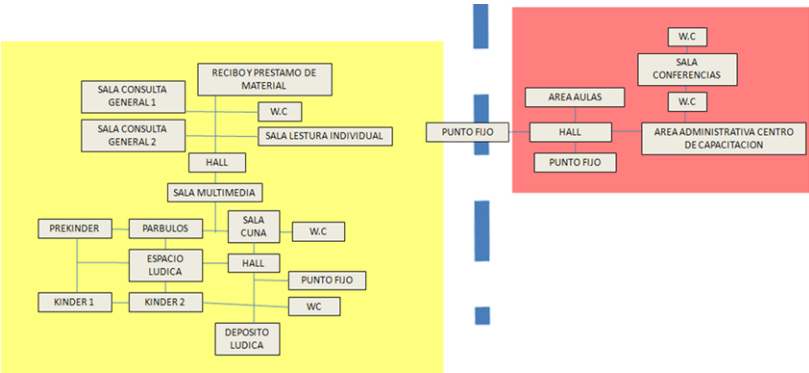 RECIBO Y PRESTAMO DE
MATERIAL
SALA CONSULTA
GENERAL 1
W.C
SALA CONSULTA
GENERAL 2
SALA LESTURA INDIVIDUAL
HALL
SALA MULTIMEDIA
PREKINDER
PARBULOS
SALA
CUNA
W.C
ESPACIO
LUDICA
HALL
PUNTO FIJO
KINDER 1
KINDER 2
WC
DEPOSITO
LUDICA
W.C
SALA
CONFERENCIAS
AREA AULAS
W.C
PUNTO FIJO
HALL
AREA ADMINISTRATIVA CENTRO
DE CAPACITACION
PUNTO FIJO